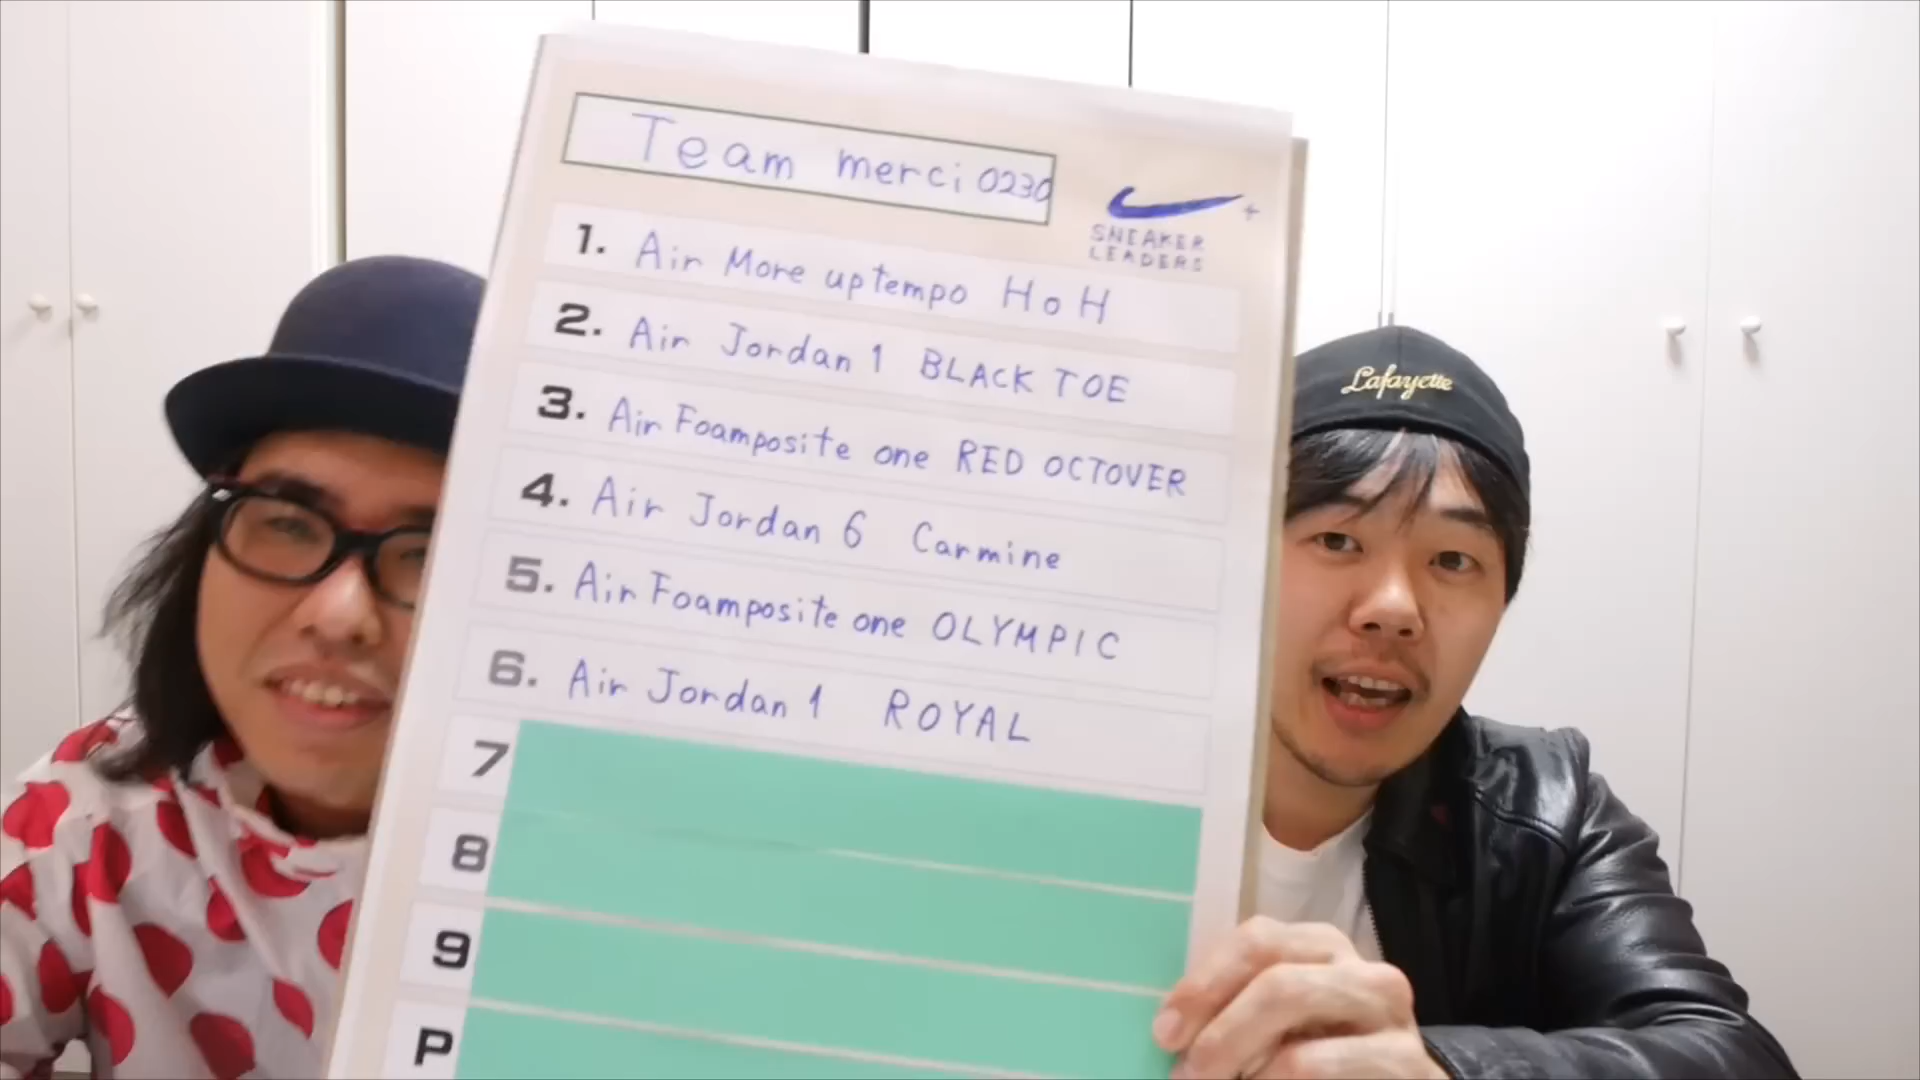 Team merci0230
+
SNEAKER
LEADERS
1. Air More uptempo HoH
2. Air Jordan 1 BLACK TOE
3. Air Foamposite one RED OCTOVER
4. Air Jordan 6 Carmine
5. Air Foamposite one OLYMPIC
6. Air Jordan 1 ROYAL
7
8
9
P
Lafayette